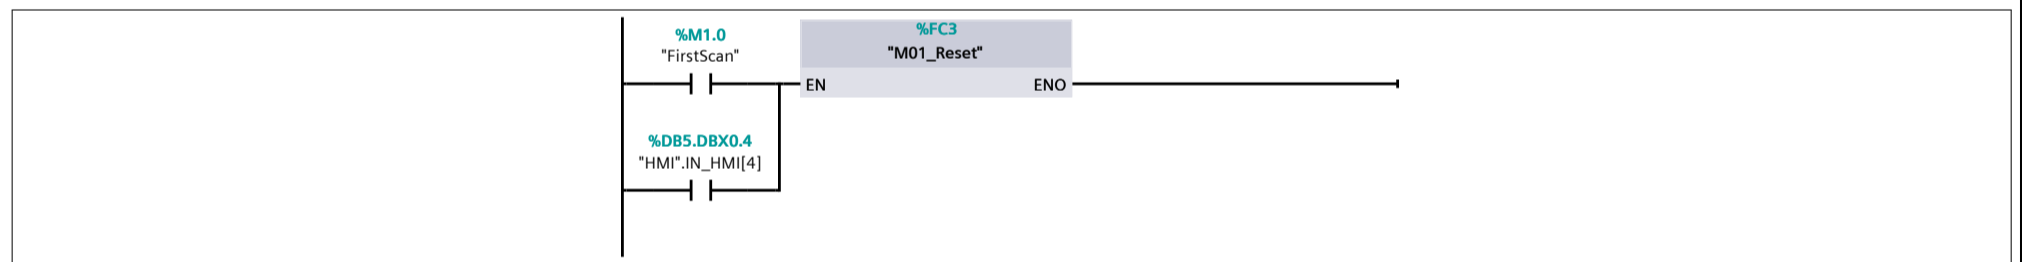 %M1.0
"FirstScan"
%FC3
"M01_Reset"
EN
ENO
%DB5.DBX0.4
"HMI".IN_HMI[4]